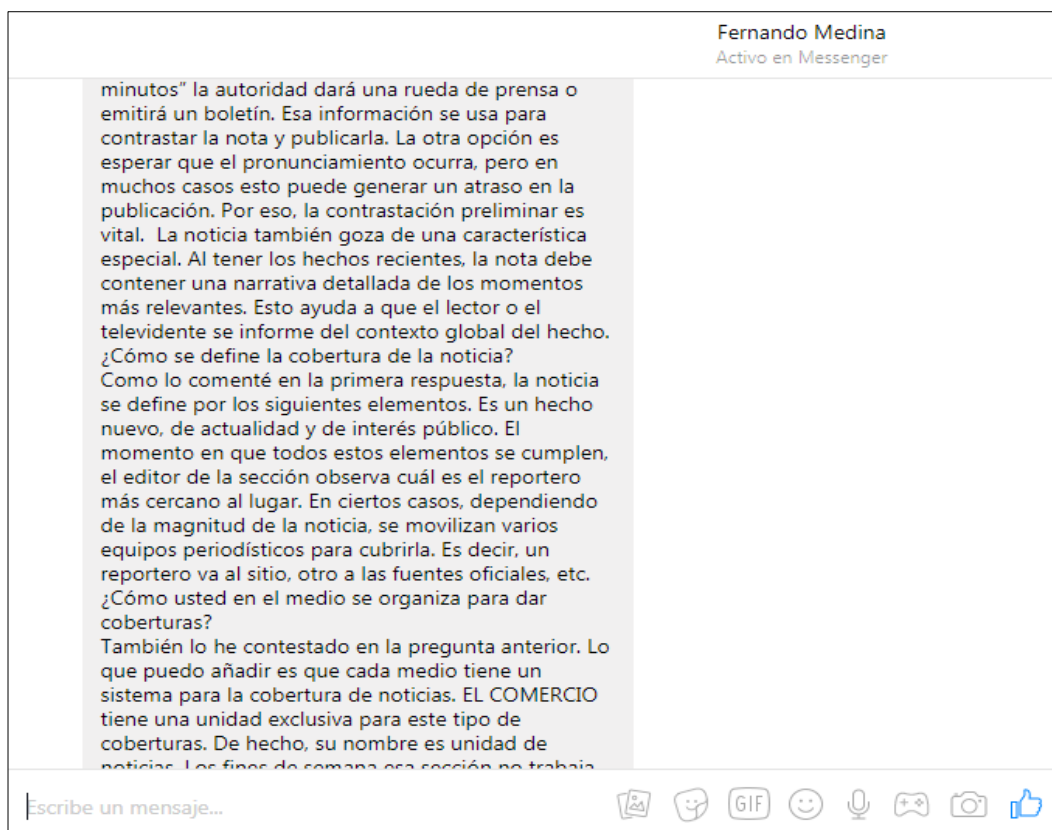 Fernando Medina
Activo en Messenger
minutos” la autoridad dará una rueda de prensa o
emitirá un boletín. Esa información se usa para
contrastar la nota y publicarla. La otra opción es
esperar que el pronunciamiento ocurra, pero en
muchos casos esto puede generar un atraso en la
publicación. Por eso, la contrastación preliminar es
vital.  La noticia también goza de una característica
especial. Al tener los hechos recientes, la nota debe
contener una narrativa detallada de los momentos
más relevantes. Esto ayuda a que el lector o el
televidente se informe del contexto global del hecho.
¿Cómo se define la cobertura de la noticia?
Como lo comenté en la primera respuesta, la noticia
se define por los siguientes elementos. Es un hecho
nuevo, de actualidad y de interés público. El
momento en que todos estos elementos se cumplen,
el editor de la sección observa cuál es el reportero
más cercano al lugar. En ciertos casos, dependiendo
de la magnitud de la noticia, se movilizan varios
equipos periodísticos para cubrirla. Es decir, un
reportero va al sitio, otro a las fuentes oficiales, etc.
¿Cómo usted en el medio se organiza para dar
coberturas?
También lo he contestado en la pregunta anterior. Lo
que puedo añadir es que cada medio tiene un
sistema para la cobertura de noticias. EL COMERCIO
tiene una unidad exclusiva para este tipo de
coberturas. De hecho, su nombre es unidad de
noticias. Los fines de semana esa sección no trabaja
Escribe un mensaje...
GIF